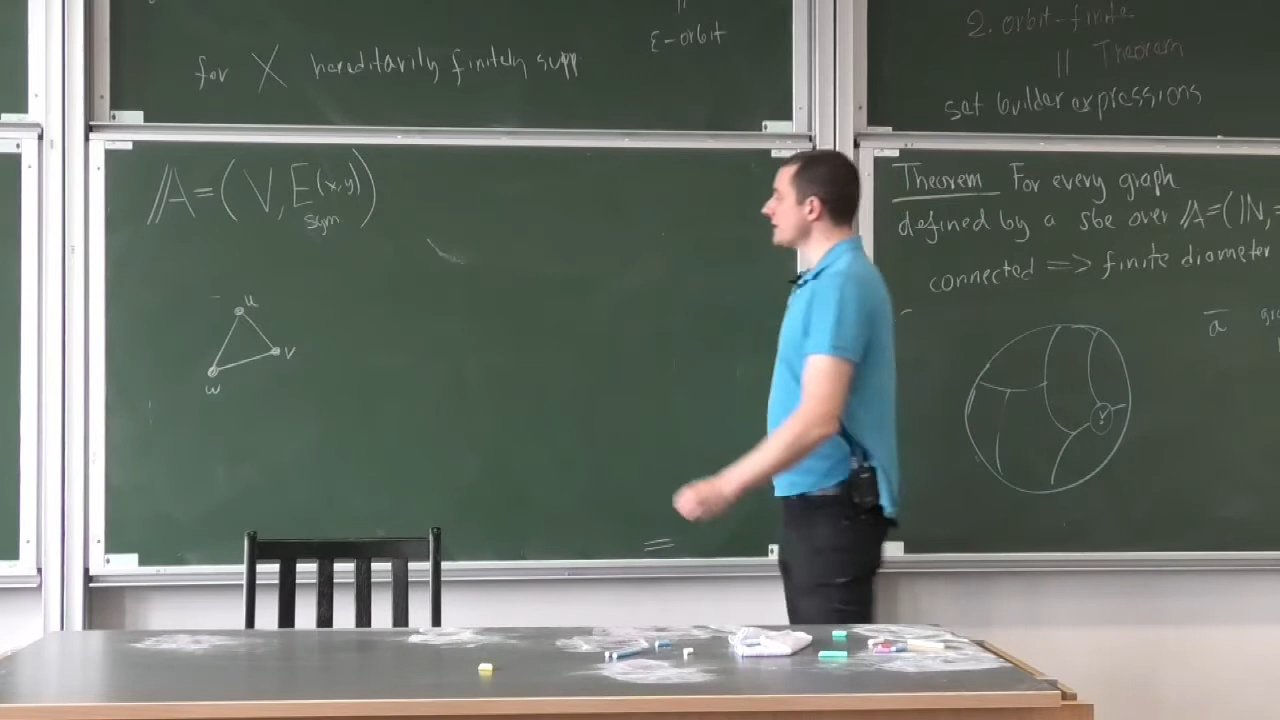 for X hereditarily finitely supp
ε-orbit
2. orbit-finite
|| Theorem
set builder expressions
𝔸=(V,E(x,y))
sym.
u
v
w
Theorem For every graph
defined by a sbe over 𝔸=(ℕ,=
connected => finite diameter
a̅